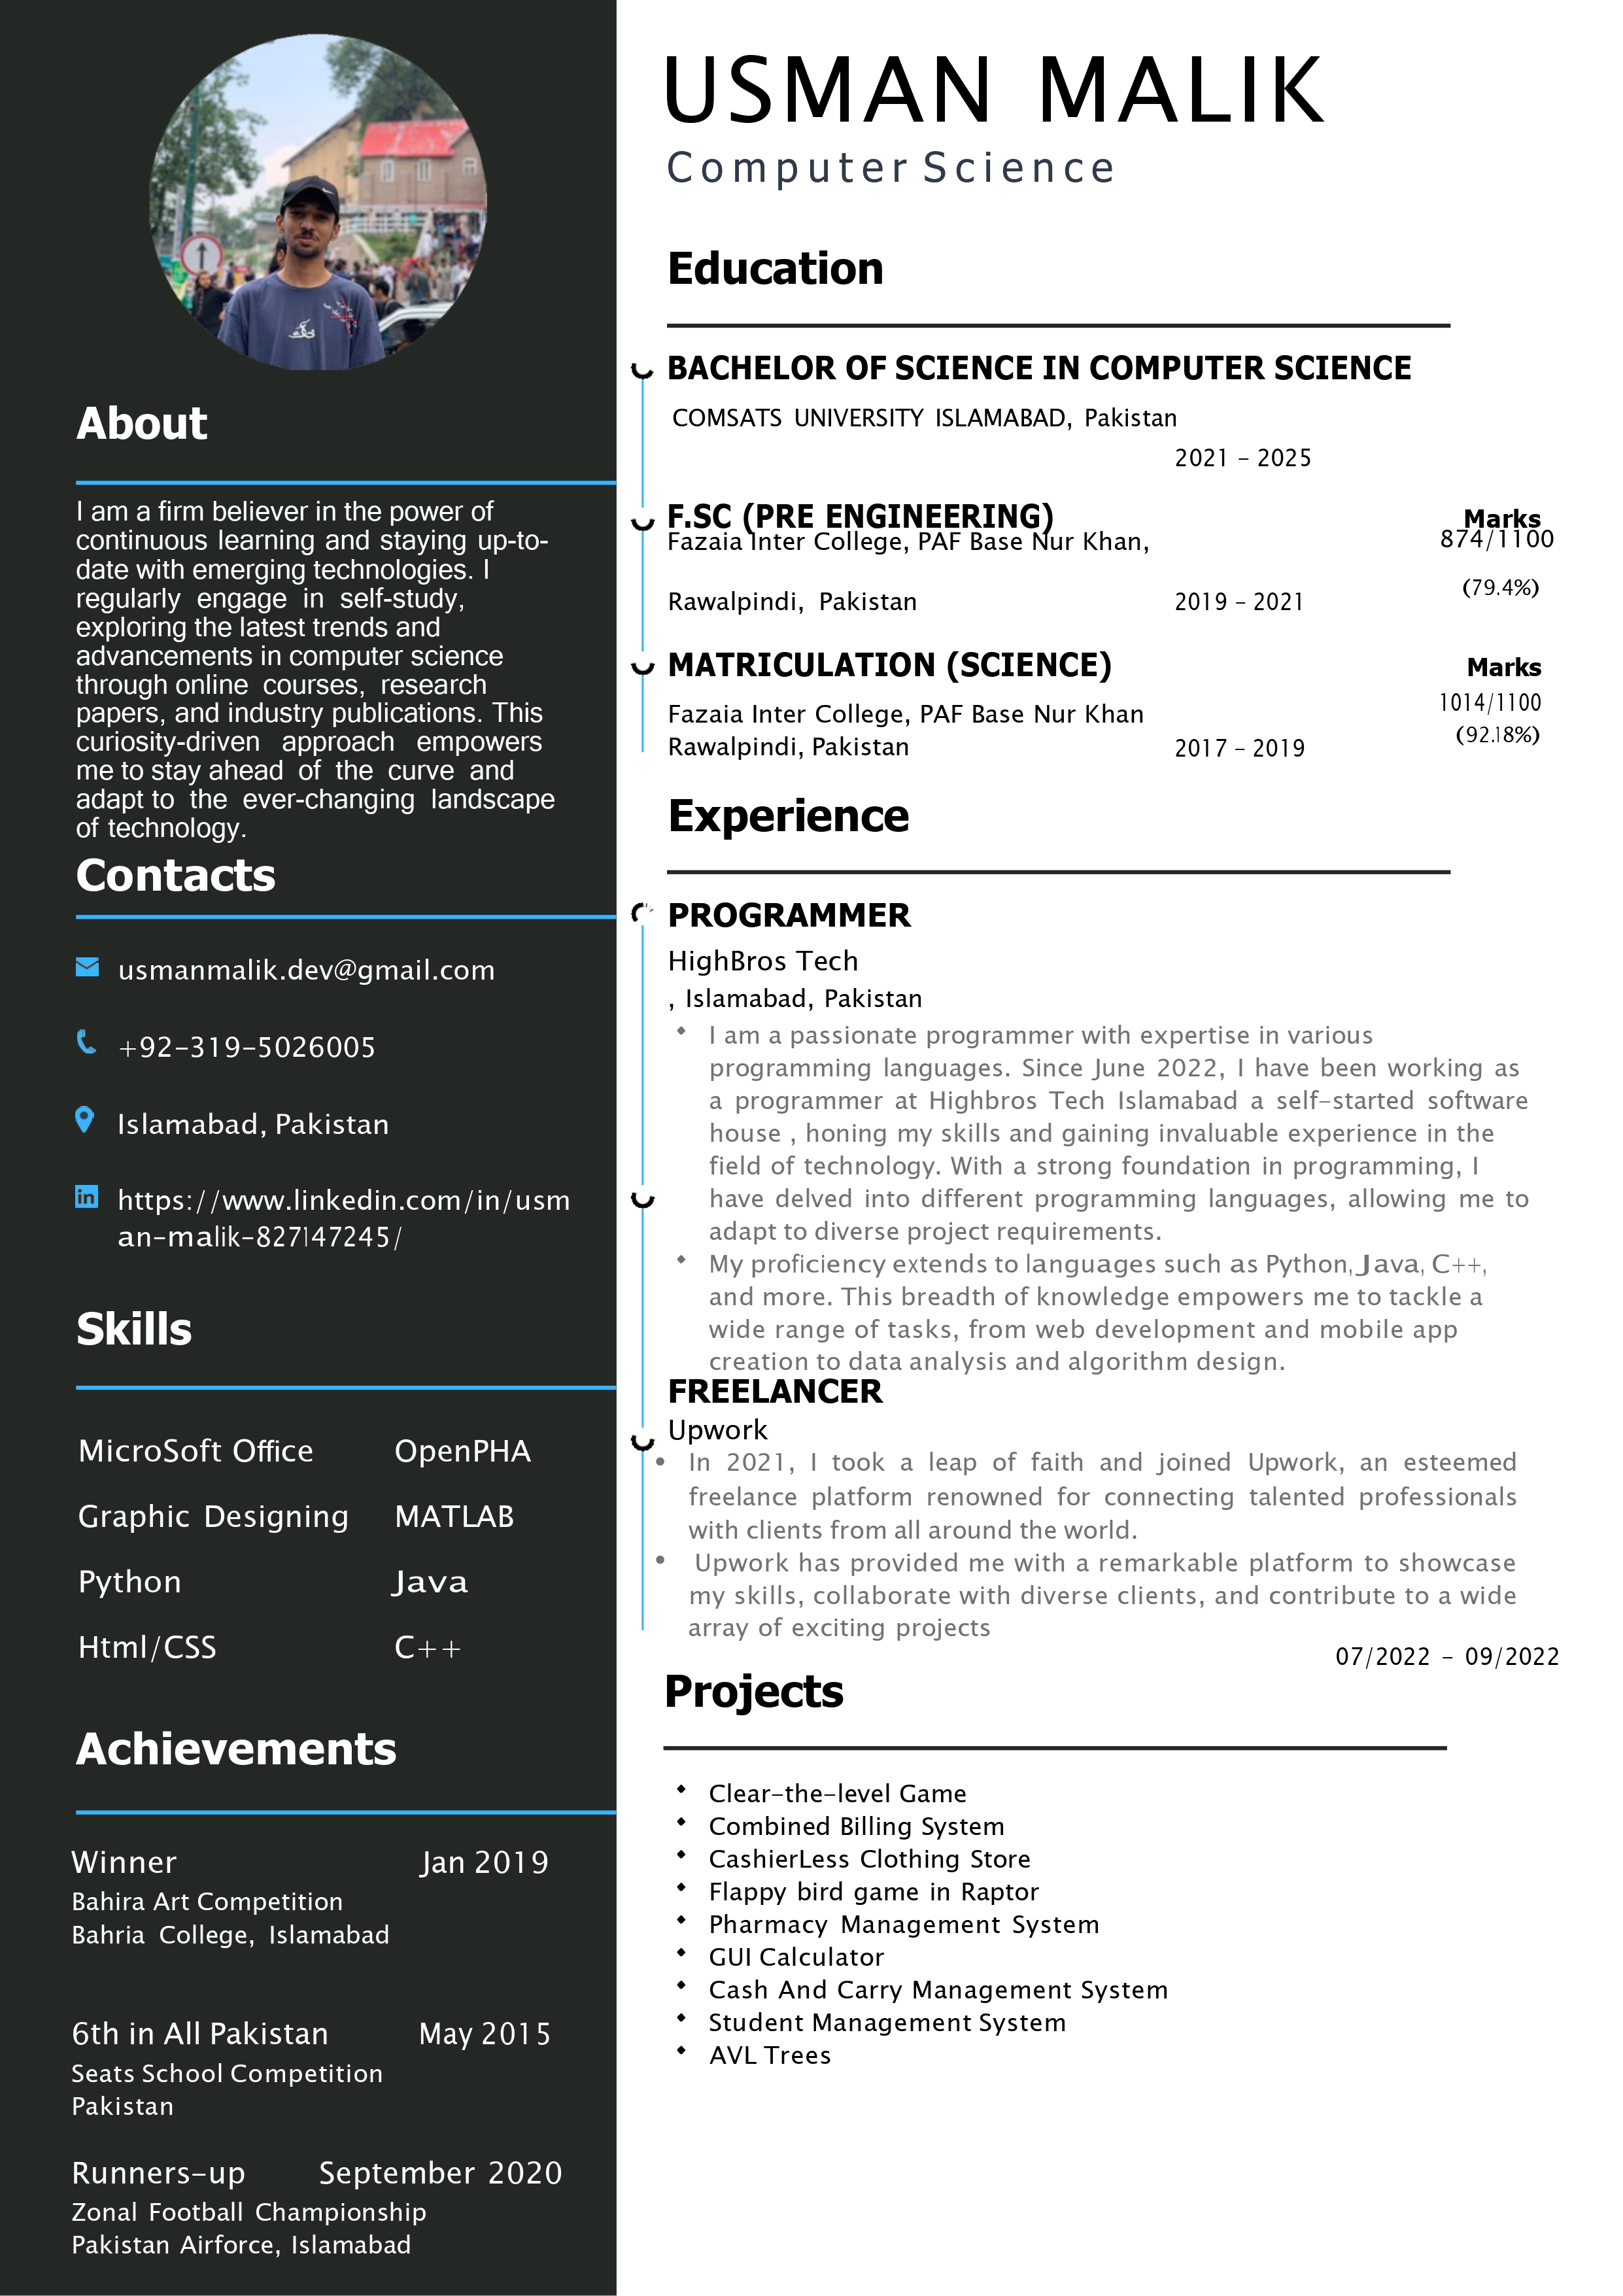 USMAN MALIK
Computer Science
About
I am a firm believer in the power of
continuous learning and staying up-to-
date with emerging technologies. I
regularly engage in self-study,
exploring the latest trends and
advancements in computer science
through online courses, research
papers, and industry publications. This
curiosity-driven approach empowers
me to stay ahead of the curve and
adapt to the ever-changing landscape
of technology.
Contacts
usmanmalik.dev@gmail.com
+92-319-5026005
Islamabad, Pakistan
https://www.linkedin.com/in/usm
an-malik-827147245/
Skills
MicroSoft Office OpenPHA
Graphic Designing MATLAB
Python Java
Html/CSS C++
Achievements
Winner Jan 2019
Bahira Art Competition
Bahria College, Islamabad
6th in All Pakistan May 2015
Seats School Competition
Pakistan
Runners-up September 2020
Zonal Football Championship
Pakistan Airforce, Islamabad
Education
BACHELOR OF SCIENCE IN COMPUTER SCIENCE
COMSATS UNIVERSITY ISLAMABAD, Pakistan
2021 - 2025
F.SC (PRE ENGINEERING) Marks
Fazaia Inter College, PAF Base Nur Khan, 874/1100
(79.4%)
Rawalpindi, Pakistan 2019 - 2021
MATRICULATION (SCIENCE) Marks
1014/1100
Fazaia Inter College, PAF Base Nur Khan
(92.18%)
Rawalpindi, Pakistan 2017 - 2019
Experience
PROGRAMMER
HighBros Tech
, Islamabad, Pakistan
• I am a passionate programmer with expertise in various
programming languages. Since June 2022, I have been working as
a programmer at Highbros Tech Islamabad a self-started software
house , honing my skills and gaining invaluable experience in the
field of technology. With a strong foundation in programming, I
have delved into different programming languages, allowing me to
adapt to diverse project requirements.
• My proficiency extends to languages such as Python, Java, C++,
and more. This breadth of knowledge empowers me to tackle a
wide range of tasks, from web development and mobile app
creation to data analysis and algorithm design.
FREELANCER
Upwork
• In 2021, I took a leap of faith and joined Upwork, an esteemed
freelance platform renowned for connecting talented professionals
with clients from all around the world.
• Upwork has provided me with a remarkable platform to showcase
my skills, collaborate with diverse clients, and contribute to a wide
array of exciting projects
07/2022 - 09/2022
Projects
• Clear-the-level Game
• Combined Billing System
• CashierLess Clothing Store
• Flappy bird game in Raptor
• Pharmacy Management System
• GUI Calculator
• Cash And Carry Management System
• Student Management System
• AVL Trees